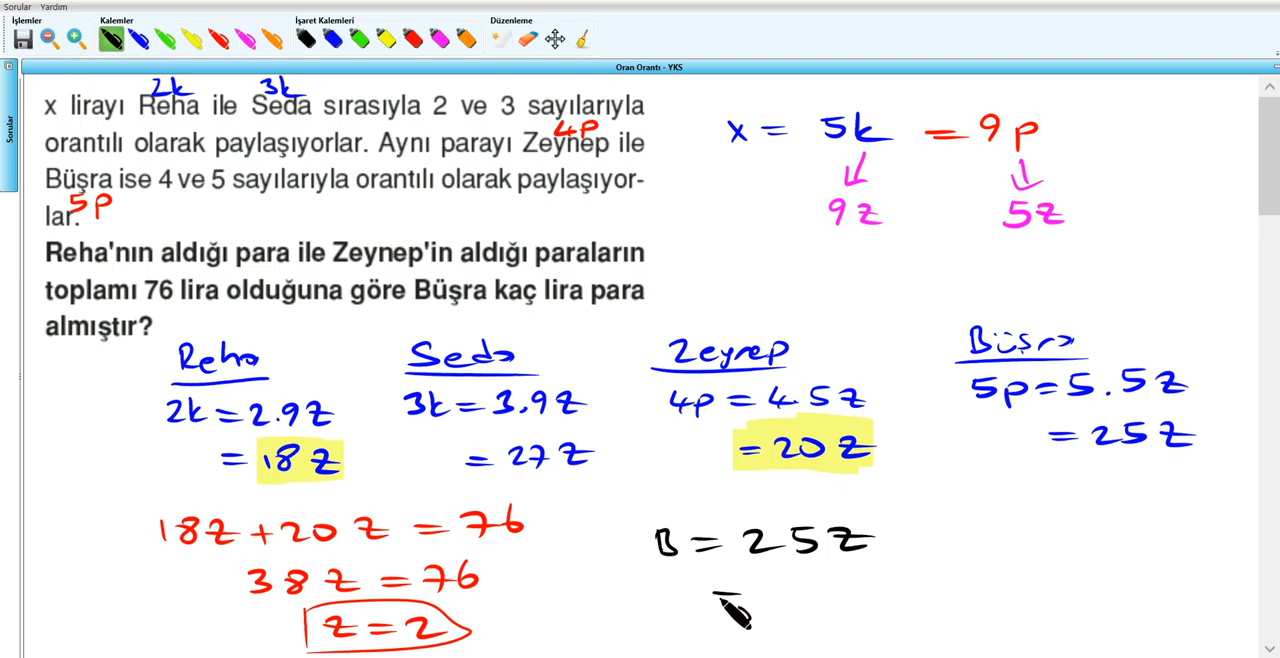 Sorular Yardım
İşlemler Kalemler İşaret Kalemleri Düzenleme
Oran Orantı - YKS
Sorular
2k 3k
x lirayı Reha ile Seda sırasıyla 2 ve 3 sayılarıyla
4p
orantılı olarak paylaşıyorlar. Aynı parayı Zeynep ile
Büşra ise 4 ve 5 sayılarıyla orantılı olarak paylaşıyor-
lar.
5p
Reha'nın aldığı para ile Zeynep'in aldığı paraların
toplamı 76 lira olduğuna göre Büşra kaç lira para
almıştır?
x = 5k = 9p
9z 5z
Reha Seda Zeynep Büşra
2k = 2.9z 3k = 3.9z 4p = 4.5z 5p = 5.5z
= 18z = 27z = 20z = 25z
18z + 20z = 76
38z = 76
z = 2
B = 25z